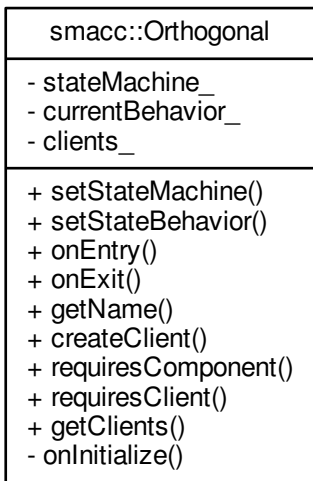 smacc::Orthogonal
- stateMachine_
- currentBehavior_
- clients_
+ setStateMachine()
+ setStateBehavior()
+ onEntry()
+ onExit()
+ getName()
+ createClient()
+ requiresComponent()
+ requiresClient()
+ getClients()
- onInitialize()